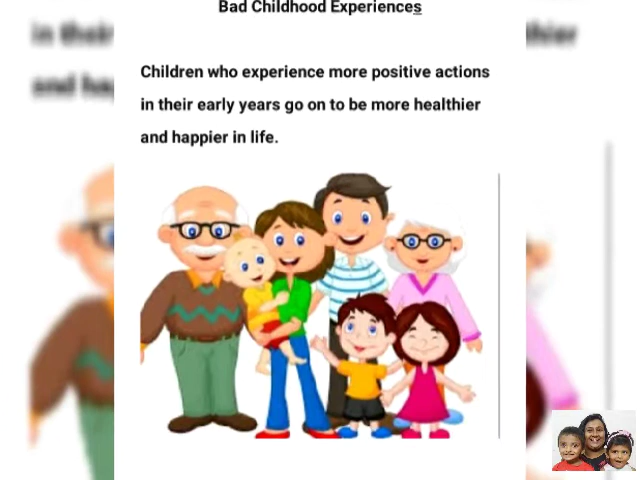 Bad Childhood Experiences
Children who experience more positive actions
in their early years go on to be more healthier
and happier in life.